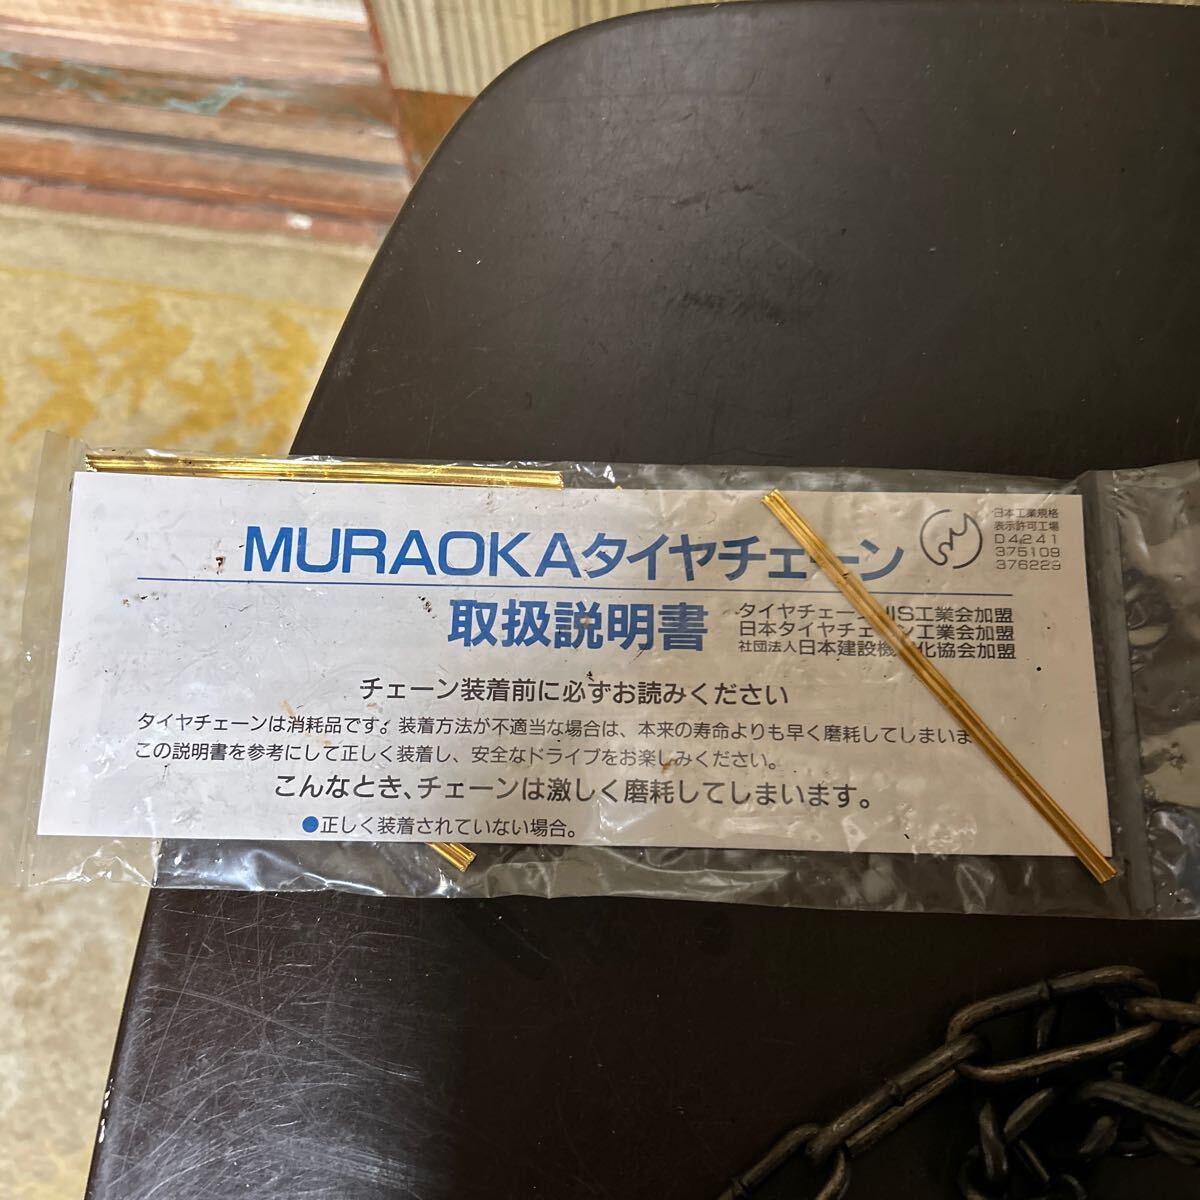 MURAOKAタイヤチェーン
日本工業規格
表示許可工場
D4241
375109
376229
取扱説明書
タイヤチェーンJIS工業会加盟
日本タイヤチェーン工業会加盟
社団法人日本建設機 化協会加盟
チェーン装着前に必ずお読みください
タイヤチェーンは消耗品です。装着方法が不適当な場合は、本来の寿命よりも早く磨耗してしまいま
この説明書を参考にして正しく装着し、安全なドライブをお楽しみください。
こんなとき、チェーンは激しく磨耗してしまいます。
●正しく装着されていない場合。